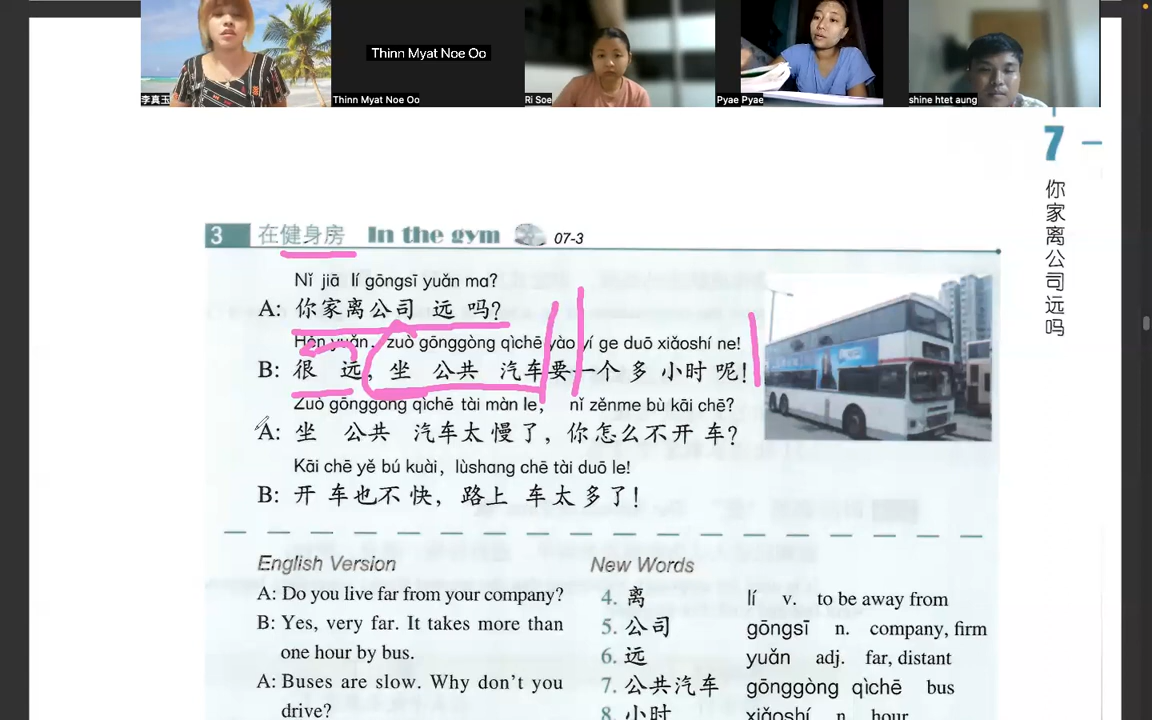 Thinn Myat Noe Oo
李真玉
Thinn Myat Noe Oo
Ri Soe
Pyae Pyae
shine htet aung
7
你家离公司远吗
3 在健身房 In the gym 07-3
Nǐ jiā lí gōngsī yuǎn ma?
A: 你家离公司 远 吗?
Hěn yuǎn, zuò gōnggòng qìchē yào yí ge duō xiǎoshí ne!
B: 很 远, 坐 公共 汽车要一个多 小时 呢!
Zuò gōnggòng qìchē tài màn le, nǐ zěnme bù kāi chē?
A: 坐 公共 汽车太慢了, 你怎么不开 车?
Kāi chē yě bú kuài, lùshang chē tài duō le!
B: 开 车也不快, 路上 车太多了!
English Version
A: Do you live far from your company?
B: Yes, very far. It takes more than
one hour by bus.
A: Buses are slow. Why don't you
drive?
New Words
4. 离 lí v. to be away from
5. 公司 gōngsī n. company, firm
6. 远 yuǎn adj. far, distant
7. 公共汽车 gōnggòng qìchē bus
8. 小时 xiǎoshí n. hour